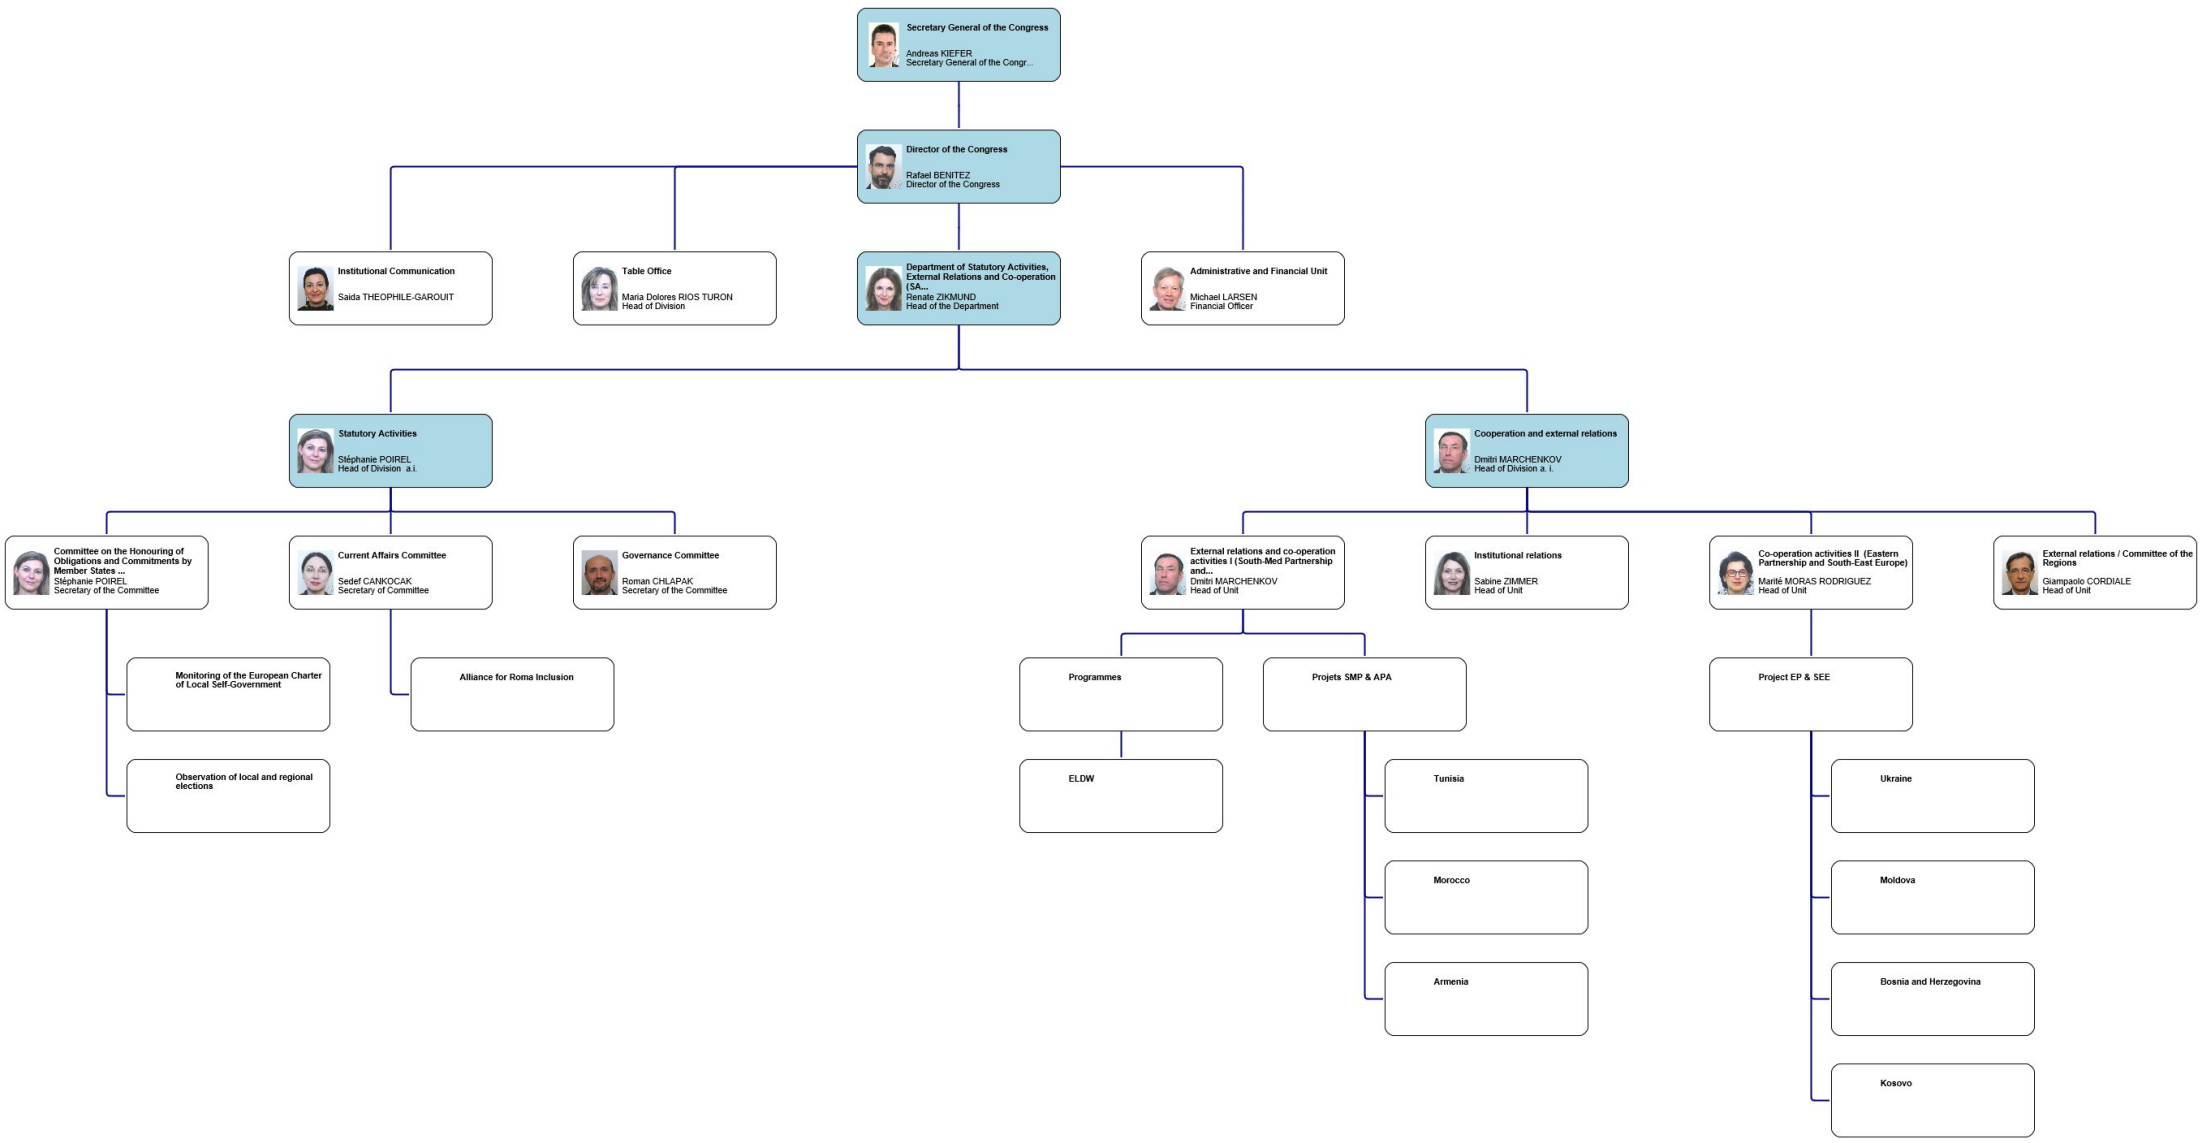 Secretary General of the Congress
Andreas KIEFER
Secretary General of the Congr...
Director of the Congress
Rafael BENITEZ
Director of the Congress
Institutional Communication
Saida THEOPHILE-GAROUIT
Table Office
Maria Dolores RIOS TURON
Head of Division
Department of Statutory Activities,
External Relations and Co-operation
(SA...
Renate ZIKMUND
Head of the Department
Administrative and Financial Unit
Michael LARSEN
Financial Officer
Statutory Activities
Stéphanie POIREL
Head of Division a.i.
Cooperation and external relations
Dmitri MARCHENKOV
Head of Division a. i.
Committee on the Honouring of
Obligations and Commitments by
Member States ...
Stéphanie POIREL
Secretary of the Committee
Current Affairs Committee
Sedef CANKOCAK
Secretary of Committee
Governance Committee
Roman CHLAPAK
Secretary of the Committee
External relations and co-operation
activities I (South-Med Partnership
and...
Dmitri MARCHENKOV
Head of Unit
Institutional relations
Sabine ZIMMER
Head of Unit
Co-operation activities II (Eastern
Partnership and South-East Europe)
Marité MORAS RODRIGUEZ
Head of Unit
External relations / Committee of the
Regions
Giampaolo CORDIALE
Head of Unit
Monitoring of the European Charter
of Local Self-Government
Alliance for Roma Inclusion
Programmes
Projets SMP & APA
Project EP & SEE
Observation of local and regional
elections
ELDW
Tunisia
Ukraine
Morocco
Moldova
Armenia
Bosnia and Herzegovina
Kosovo